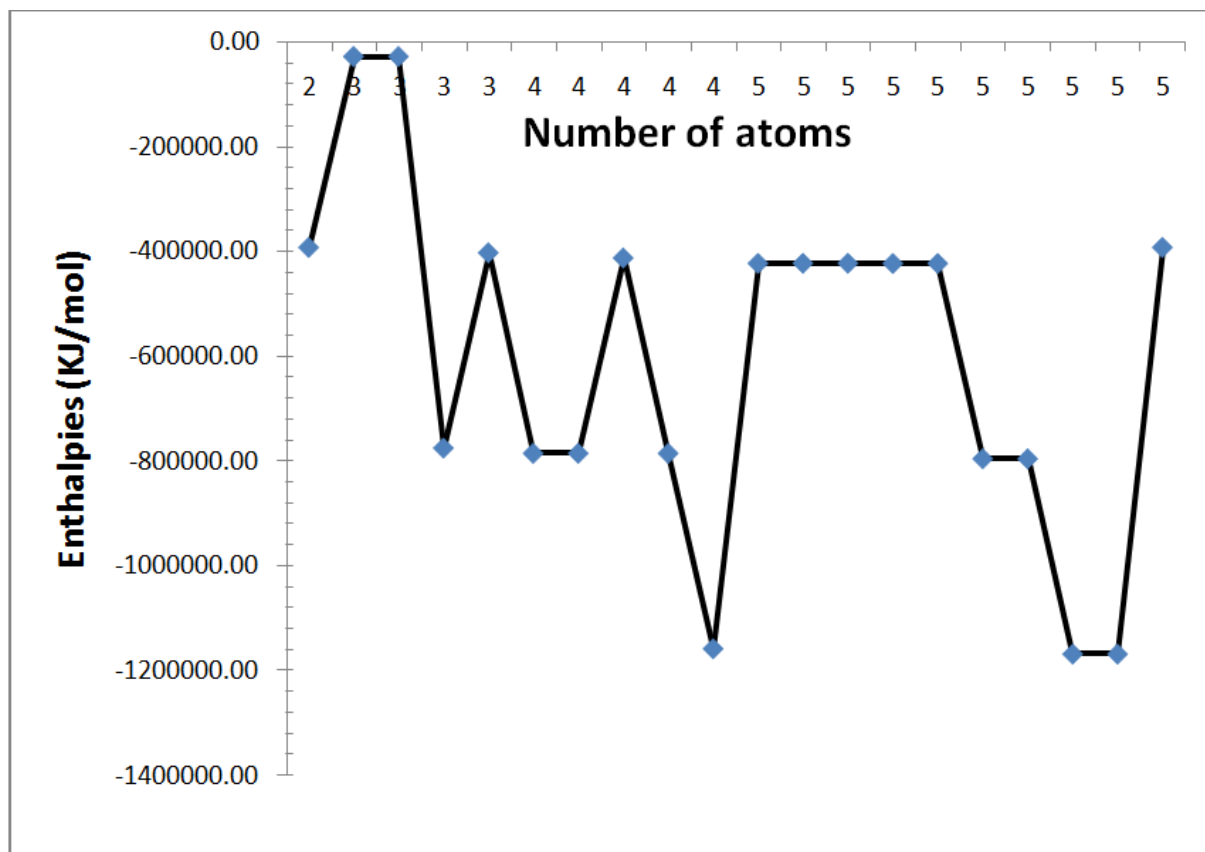 0.00
2 3 3 3 3 4 4 4 4 4 5 5 5 5 5 5 5 5 5 5
Number of atoms
-200000.00
-400000.00
-600000.00
-800000.00
-1000000.00
-1200000.00
-1400000.00
Enthalpies (KJ/mol)